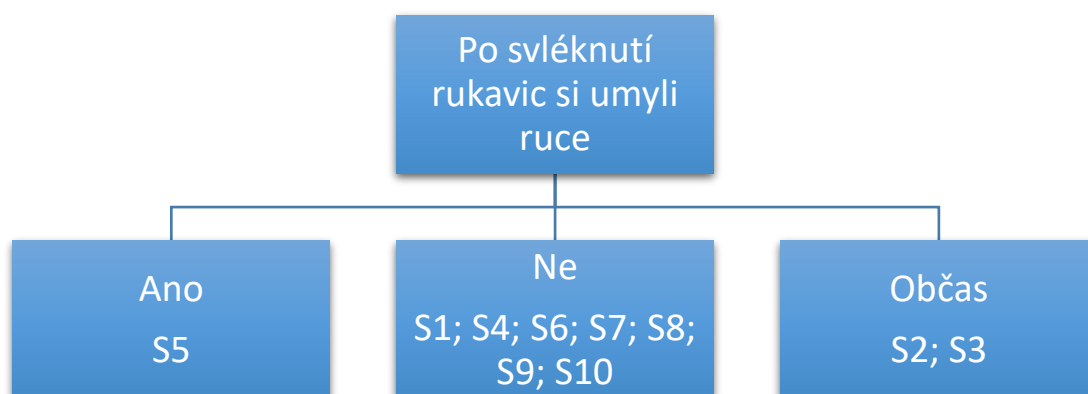 Po svléknutí
rukavic si umyli
ruce
Ano
S5
Ne
S1; S4; S6; S7; S8;
S9; S10
Občas
S2; S3